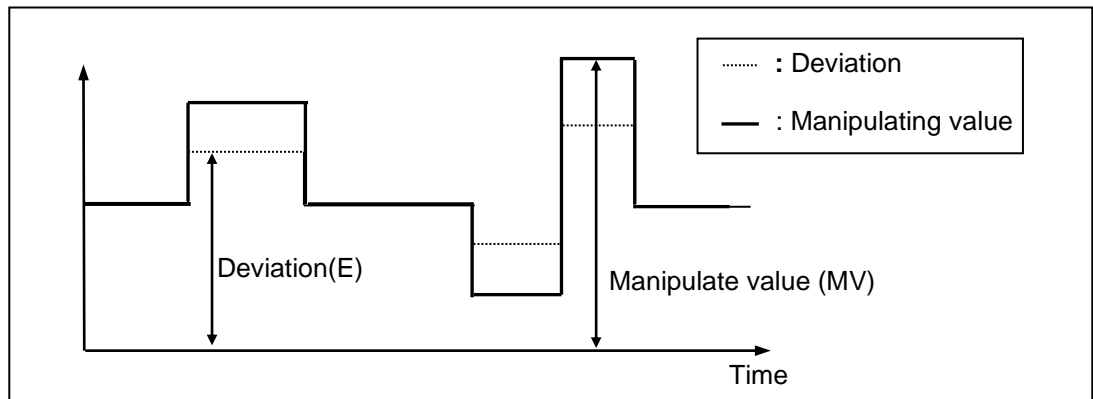 : Deviation
: Manipulating value
Deviation(E)
Manipulate value (MV)
Time